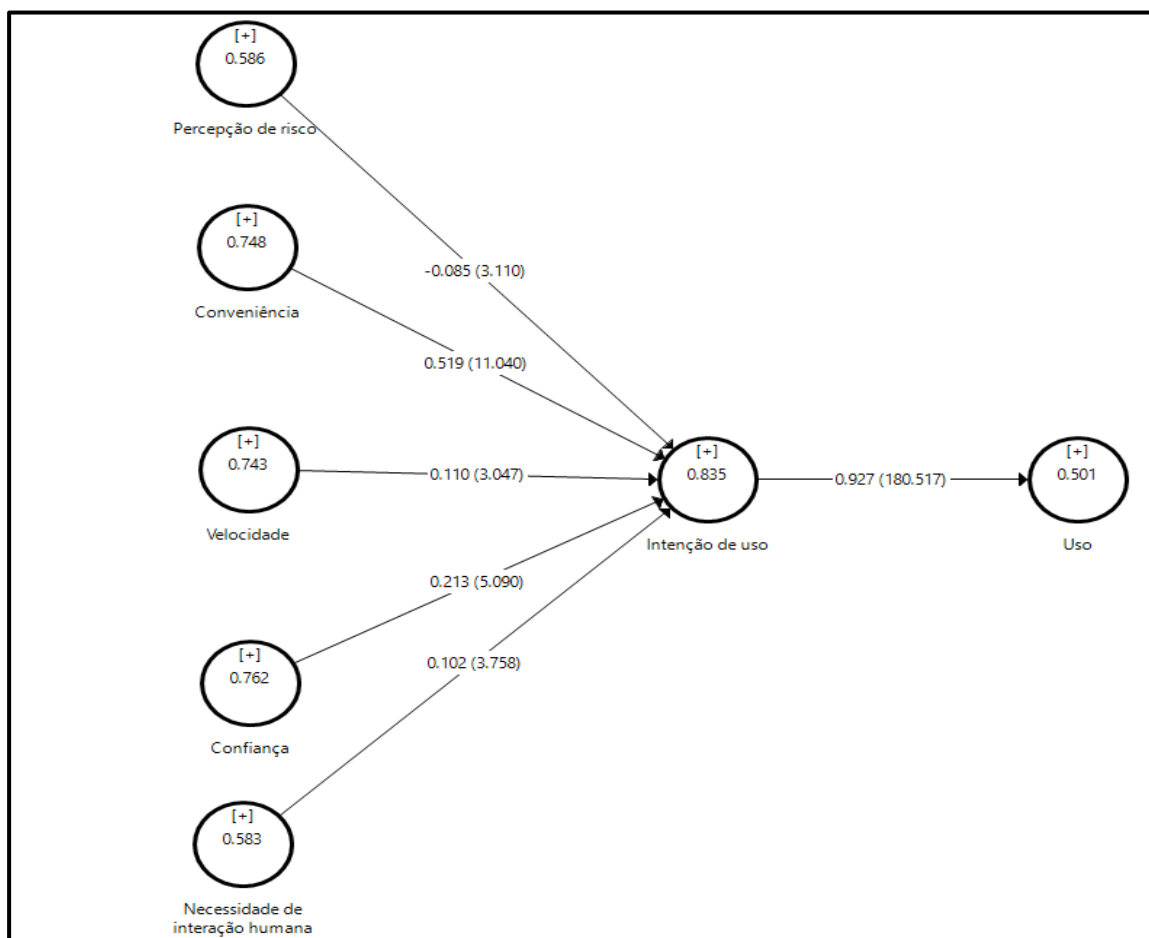 [+]
0.586
Percepção de risco
-0.085 (3.110)
[+]
0.748
Conveniência
0.519 (11.040)
[+]
0.743
Velocidade
0.110 (3.047)
[+]
0.835
Intenção de uso
0.927 (180.517)
[+]
0.501
Uso
0.213 (5.090)
[+]
0.762
Confiança
0.102 (3.758)
[+]
0.583
Necessidade de
interação humana